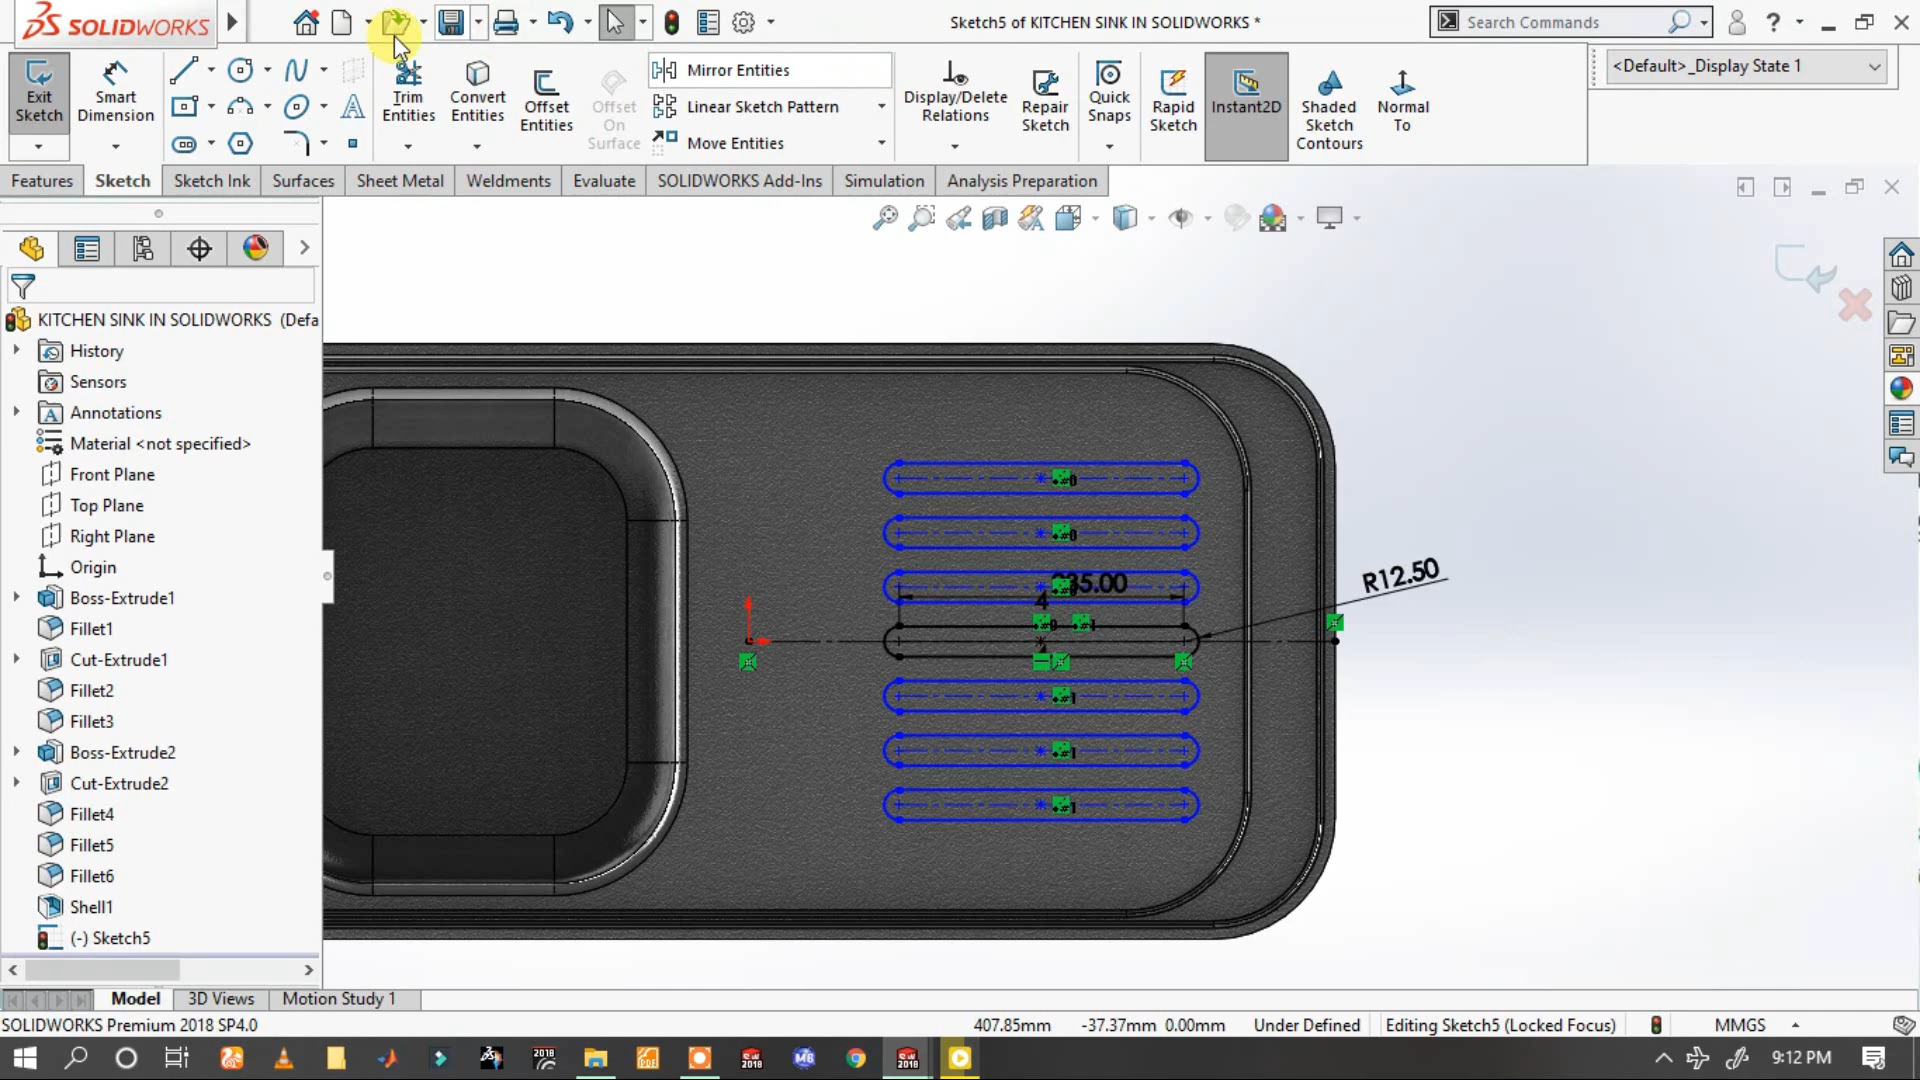 SOLIDWORKS
Sketch5 of KITCHEN SINK IN SOLIDWORKS *
Search Commands
?
Exit Sketch
Smart Dimension
Trim Entities
Convert Entities
Offset Entities
Offset On Surface
Mirror Entities
Linear Sketch Pattern
Move Entities
Display/Delete Relations
Repair Sketch
Quick Snaps
Rapid Sketch
Instant2D
Shaded Sketch Contours
Normal To
<Default>_Display State 1
Features
Sketch
Sketch Ink
Surfaces
Sheet Metal
Weldments
Evaluate
SOLIDWORKS Add-Ins
Simulation
Analysis Preparation
KITCHEN SINK IN SOLIDWORKS (Defa
History
Sensors
Annotations
Material <not specified>
Front Plane
Top Plane
Right Plane
Origin
Boss-Extrude1
Fillet1
Cut-Extrude1
Fillet2
Fillet3
Boss-Extrude2
Cut-Extrude2
Fillet4
Fillet5
Fillet6
Shell1
(-) Sketch5
R12.50
Model
3D Views
Motion Study 1
SOLIDWORKS Premium 2018 SP4.0
407.85mm
-37.37mm
0.00mm
Under Defined
Editing Sketch5 (Locked Focus)
MMGS
9:12 PM